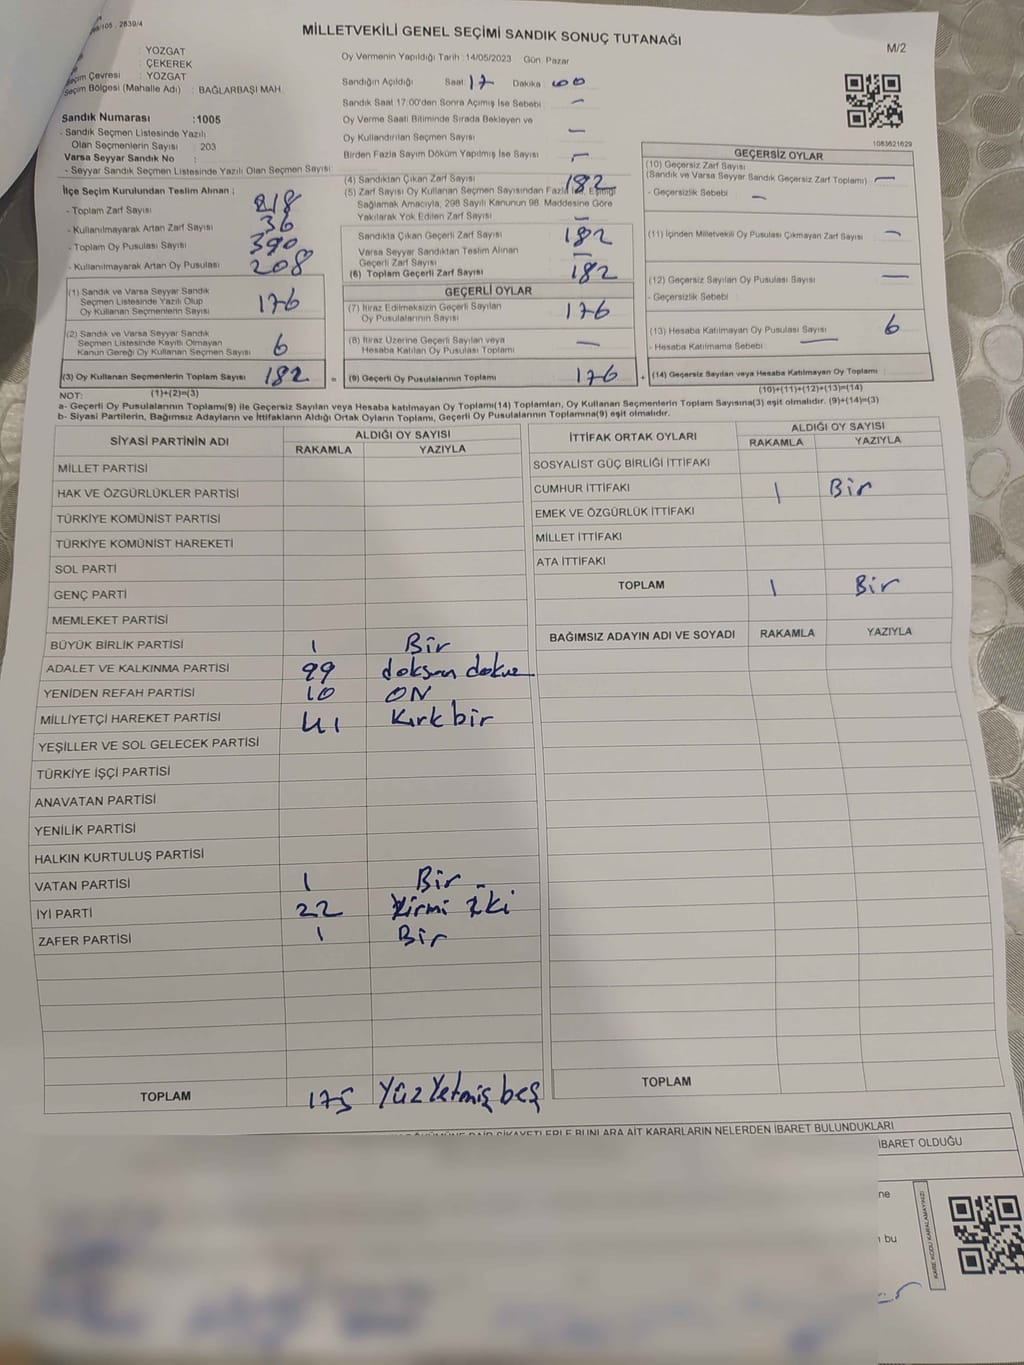 MİLLETVEKİLİ GENEL SEÇİMİ SANDIK SONUÇ TUTANAĞI
M/2
: YOZGAT
: ÇEKEREK
Seçim Çevresi : YOZGAT
Seçim Bölgesi (Mahalle Adı) : BAĞLARBAŞI MAH.
Oy Vermenin Yapıldığı Tarih : 14/05/2023 Gün: Pazar
Sandığın Açıldığı Saat: 17 Dakika 00
Sandık Saat 17:00'den Sonra Açmış İse Sebebi –
Oy Verme Saati Bitiminde Sırada Bekleyen ve
Oy Kullandırılan Seçmen Sayısı –
Birden Fazla Sayım Döküm Yapılmış İse Sayısı –
Sandık Numarası : 1005
- Sandık Seçmen Listesinde Yazılı
Olan Seçmenlerin Sayısı : 203
Varsa Seyyar Sandık No :
- Seyyar Sandık Seçmen Listesinde Yazılı Olan Seçmen Sayısı :
İlçe Seçim Kurulundan Teslim Alınan ;
- Toplam Zarf Sayısı 218
- Kullanılmayarak Artan Zarf Sayısı 36
- Toplam Oy Pusulası Sayısı 390
- Kullanılmayarak Artan Oy Pusulası 208
(1) Sandık ve Varsa Seyyar Sandık
Seçmen Listesinde Yazılı Olup
Oy Kullanan Seçmenlerin Sayısı 176
(2) Sandık ve Varsa Seyyar Sandık
Seçmen Listesinde Kayıtlı Olmayan
Kanun Gereği Oy Kullanan Seçmen Sayısı 6
(3) Oy Kullanan Seçmenlerin Toplam Sayısı 182 =
(4) Sandıktan Çıkan Zarf Sayısı 182
(5) Zarf Sayısı Oy Kullanan Seçmen Sayısından Fazla İse, Eşitliği
Sağlamak Amacıyla, 298 Sayılı Kanunun 98. Maddesine Göre
Yakılarak Yok Edilen Zarf Sayısı –
Sandıkta Çıkan Geçerli Zarf Sayısı 182
Varsa Seyyar Sandıktan Teslim Alınan
Geçerli Zarf Sayısı –
(6) Toplam Geçerli Zarf Sayısı 182
GEÇERLİ OYLAR
(7) İtiraz Edilmeksizin Geçerli Sayılan
Oy Pusulalarının Sayısı 176
(8) İtiraz Üzerine Geçerli Sayılan veya
Hesaba Katılan Oy Pusulası Toplamı –
(9) Geçerli Oy Pusulalarının Toplamı 176 +
1083621629
GEÇERSİZ OYLAR
(10) Geçersiz Zarf Sayısı
(Sandık ve Varsa Seyyar Sandık Geçersiz Zarf Toplamı) –
- Geçersizlik Sebebi : –
(11) İçinden Milletvekili Oy Pusulası Çıkmayan Zarf Sayısı –
(12) Geçersiz Sayılan Oy Pusulası Sayısı –
- Geçersizlik Sebebi :
(13) Hesaba Katılmayan Oy Pusulası Sayısı 6
- Hesaba Katılmama Sebebi : –
(14) Geçersiz Sayılan veya Hesaba Katılmayan Oy Toplamı
NOT: (1)+(2)=(3)
(10)+(11)+(12)+(13)=(14)
a- Geçerli Oy Pusulalarının Toplamı(9) ile Geçersiz Sayılan veya Hesaba katılmayan Oy Toplamı(14) Toplamları, Oy Kullanan Seçmenlerin Toplam Sayısına(3) eşit olmalıdır. (9)+(14)=(3)
b- Siyasi Partilerin, Bağımsız Adayların ve İttifakların Aldığı Ortak Oyların Toplamı, Geçerli Oy Pusulalarının Toplamına(9) eşit olmalıdır.
SİYASİ PARTİNİN ADI ALDIĞI OY SAYISI
RAKAMLA YAZIYLA
MİLLET PARTİSİ
HAK VE ÖZGÜRLÜKLER PARTİSİ
TÜRKİYE KOMÜNİST PARTİSİ
TÜRKİYE KOMÜNİST HAREKETİ
SOL PARTİ
GENÇ PARTİ
MEMLEKET PARTİSİ
BÜYÜK BİRLİK PARTİSİ 1 Bir
ADALET VE KALKINMA PARTİSİ 99 doksan dokuz
YENİDEN REFAH PARTİSİ 10 ON
MİLLİYETÇİ HAREKET PARTİSİ 41 Kırk bir
YEŞİLLER VE SOL GELECEK PARTİSİ
TÜRKİYE İŞÇİ PARTİSİ
ANAVATAN PARTİSİ
YENİLİK PARTİSİ
HALKIN KURTULUŞ PARTİSİ
VATAN PARTİSİ 1 Bir
İYİ PARTİ 22 Yirmi İki
ZAFER PARTİSİ 1 Bir
TOPLAM 175 Yüz Yetmiş beş
İTTİFAK ORTAK OYLARI ALDIĞI OY SAYISI
RAKAMLA YAZIYLA
SOSYALİST GÜÇ BİRLİĞİ İTTİFAKI
CUMHUR İTTİFAKI 1 Bir
EMEK VE ÖZGÜRLÜK İTTİFAKI
MİLLET İTTİFAKI
ATA İTTİFAKI
TOPLAM 1 Bir
BAĞIMSIZ ADAYIN ADI VE SOYADI RAKAMLA YAZIYLA
TOPLAM
ŞİKAYETLERLE BUNLARA AİT KARARLARIN NELERDEN İBARET BULUNDUKLARI
İBARET OLDUĞU
ne
bu
KARE KODU KARALAMAYINIZ!